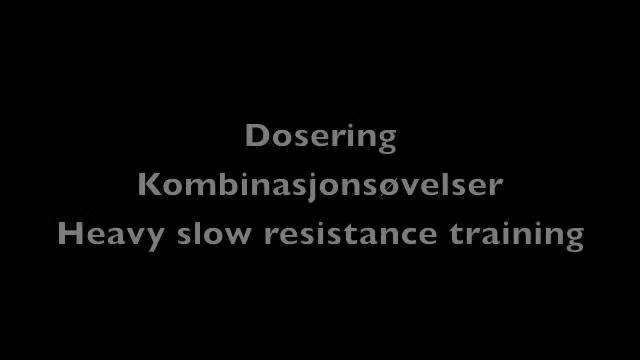 Dosering
Kombinasjonsøvelser
Heavy slow resistance training